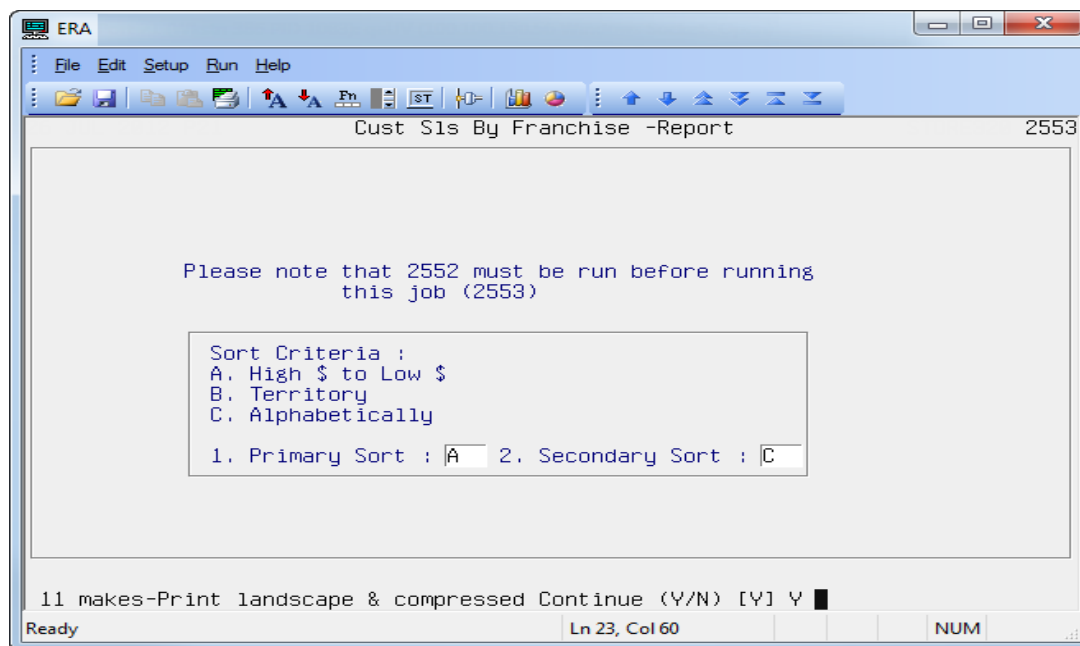 ERA
File Edit Setup Run Help
Fn ST
Cust Sls By Franchise -Report 2553
Please note that 2552 must be run before running
this job (2553)
Sort Criteria :
A. High $ to Low $
B. Territory
C. Alphabetically
1. Primary Sort : A 2. Secondary Sort : C
11 makes-Print landscape & compressed Continue (Y/N) [Y] Y
Ready Ln 23, Col 60 NUM